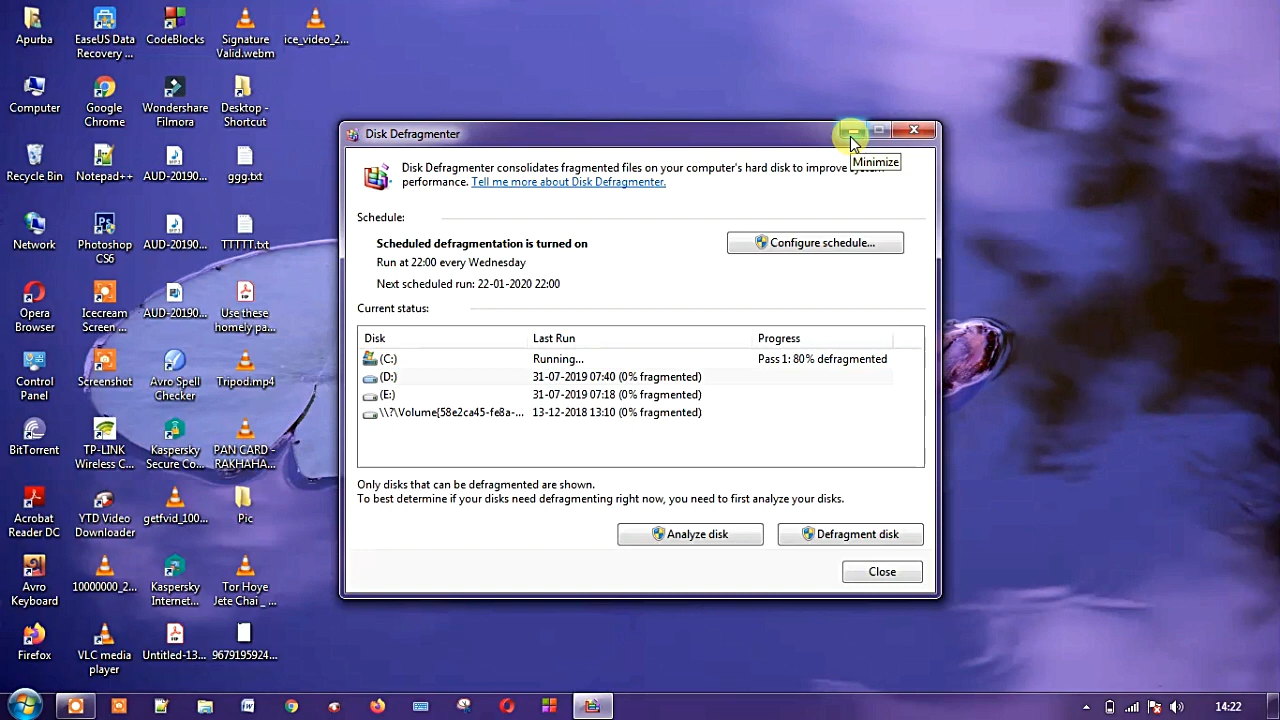 Apurba
EaseUS Data
Recovery ...
CodeBlocks
Signature
Valid.webm
ice_video_2...
Computer
Google
Chrome
Wondershare
Filmora
Desktop -
Shortcut
Recycle Bin
Notepad++
AUD-20190...
ggg.txt
Network
Photoshop
CS6
AUD-20190...
TTTTT.txt
Opera
Browser
Icecream
Screen ...
AUD-20190...
Use these
homely pa...
Control
Panel
Screenshot
Avro Spell
Checker
Tripod.mp4
BitTorrent
TP-LINK
Wireless C...
Kaspersky
Secure Co...
PAN CARD -
RAKHAHA...
Acrobat
Reader DC
YTD Video
Downloader
getfvid_100...
Pic
Avro
Keyboard
10000000_2...
Kaspersky
Internet...
Tor Hoye
Jete Chai _ ...
Firefox
VLC media
player
Untitled-13...
9679195924...
Disk Defragmenter
Minimize
Disk Defragmenter consolidates fragmented files on your computer's hard disk to improve system
performance. Tell me more about Disk Defragmenter.
Schedule:
Scheduled defragmentation is turned on
Configure schedule...
Run at 22:00 every Wednesday
Next scheduled run: 22-01-2020 22:00
Current status:
Disk Last Run Progress
(C:) Running... Pass 1: 80% defragmented
(D:) 31-07-2019 07:40 (0% fragmented)
(E:) 31-07-2019 07:18 (0% fragmented)
\\?\Volume{58e2ca45-fe8a-... 13-12-2018 13:10 (0% fragmented)
Only disks that can be defragmented are shown.
To best determine if your disks need defragmenting right now, you need to first analyze your disks.
Analyze disk Defragment disk
Close
14:22